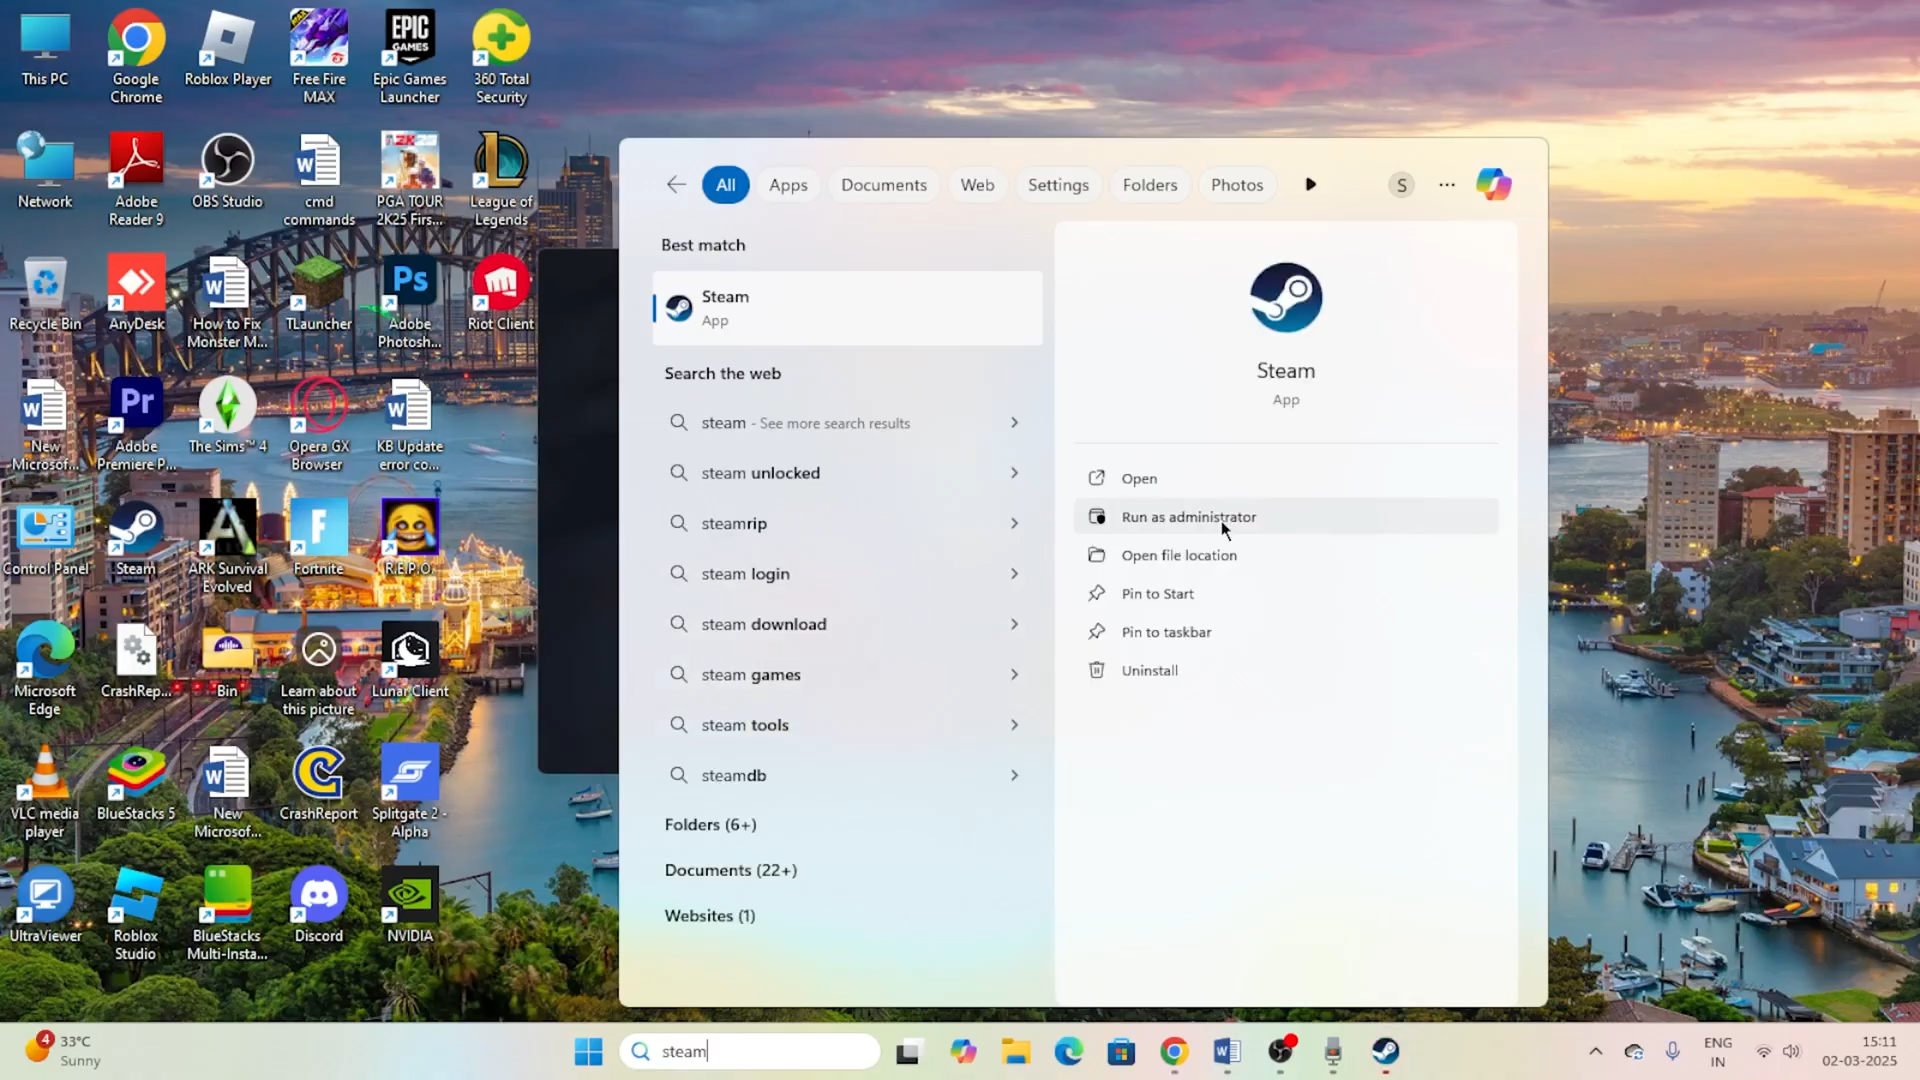 This PC
Google
Chrome
Roblox Player
Free Fire
MAX
EPIC
GAMES
Epic Games
Launcher
360 Total
Security
Network
Adobe
Reader 9
OBS Studio
cmd
commands
2K25
PGA TOUR
2K25 Firs...
League of
Legends
Recycle Bin
AnyDesk
How to Fix
Monster M...
TLauncher
Ps
Adobe
Photosh...
Riot Client
New
Microsof...
Pr
Adobe
Premiere P...
The Sims™ 4
Opera GX
Browser
KB Update
error co...
Control Panel
Steam
ARK Survival
Evolved
Fortnite
R.E.P.O.
Microsoft
Edge
CrashRep...
Bin
Learn about
this picture
Lunar Client
VLC media
player
BlueStacks 5
New
Microsof...
CrashReport
Splitgate 2 -
Alpha
UltraViewer
Roblox
Studio
BlueStacks
Multi-Insta...
Discord
NVIDIA
All
Apps
Documents
Web
Settings
Folders
Photos
S
Best match
Steam
App
Search the web
steam - See more search results
steam unlocked
steamrip
steam login
steam download
steam games
steam tools
steamdb
Folders (6+)
Documents (22+)
Websites (1)
Steam
App
Open
Run as administrator
Open file location
Pin to Start
Pin to taskbar
Uninstall
4
33°C
Sunny
steam
ENG
IN
15:11
02-03-2025